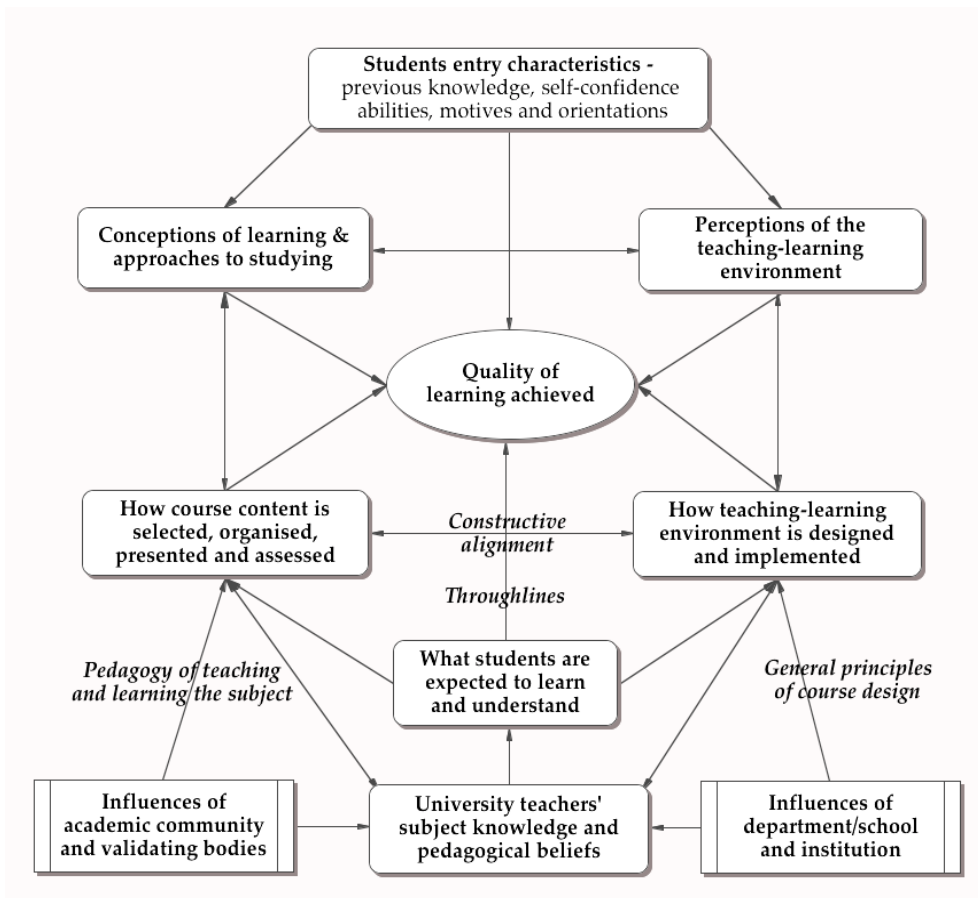 Students entry characteristics -
previous knowledge, self-confidence
abilities, motives and orientations
Conceptions of learning &
approaches to studying
Perceptions of the
teaching-learning
environment
Quality of
learning achieved
How course content is
selected, organised,
presented and assessed
Constructive
alignment
How teaching-learning
environment is designed
and implemented
Throughlines
Pedagogy of teaching
and learning the subject
What students are
expected to learn
and understand
General principles
of course design
Influences of
academic community
and validating bodies
University teachers'
subject knowledge and
pedagogical beliefs
Influences of
department/school
and institution